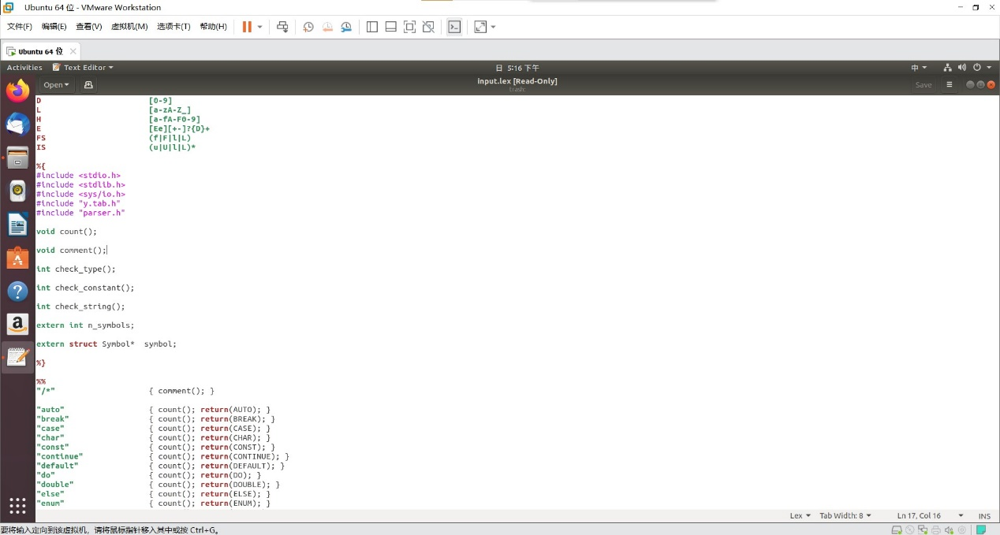 Ubuntu 64 位 - VMware Workstation
文件(F) 编辑(E) 查看(V) 虚拟机(M) 选项卡(T) 帮助(H)
Ubuntu 64 位
Activities Text Editor 日 5:16 下午 中
Open input.lex [Read-Only] Save
trash:
D [0-9]
L [a-zA-Z_]
H [a-fA-F0-9]
E [Ee][+-]?{D}+
FS (f|F|l|L)
IS (u|U|l|L)*
%{
#include <stdio.h>
#include <stdlib.h>
#include <sys/io.h>
#include "y.tab.h"
#include "parser.h"
void count();
void comment();
int check_type();
int check_constant();
int check_string();
extern int n_symbols;
extern struct Symbol*  symbol;
%}
%%
"/*" { comment(); }
"auto" { count(); return(AUTO); }
"break" { count(); return(BREAK); }
"case" { count(); return(CASE); }
"char" { count(); return(CHAR); }
"const" { count(); return(CONST); }
"continue" { count(); return(CONTINUE); }
"default" { count(); return(DEFAULT); }
"do" { count(); return(DO); }
"double" { count(); return(DOUBLE); }
"else" { count(); return(ELSE); }
"enum" { count(); return(ENUM); }
Lex Tab Width: 8 Ln 17, Col 16 INS
要将输入定向到该虚拟机，请将鼠标指针移入其中或按 Ctrl+G。